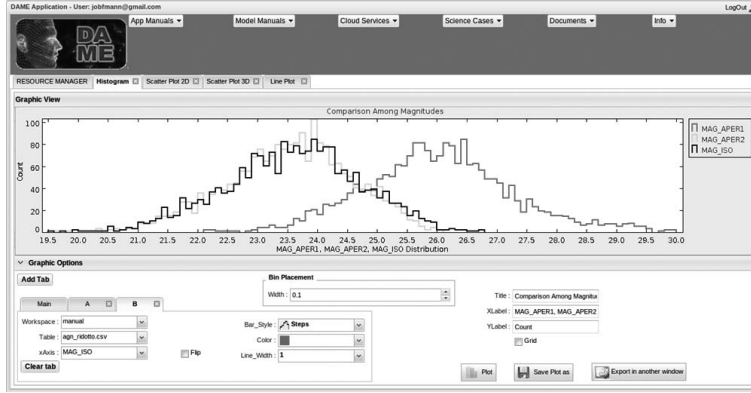 DAME Application - User: jobfmann@gmail.com LogOut
App Manuals Model Manuals Cloud Services Science Cases Documents Info
DA
ME
RESOURCE MANAGER Histogram Scatter Plot 2D Scatter Plot 3D Line Plot
Graphic View
Comparison Among Magnitudes
100
80
60
40
20
0
Count
19.5 20.0 20.5 21.0 21.5 22.0 22.5 23.0 23.5 24.0 24.5 25.0 25.5 26.0 26.5 27.0 27.5 28.0 28.5 29.0 29.5 30.0
MAG_APER1, MAG_APER2, MAG_ISO Distribution
MAG_APER1
MAG_APER2
MAG_ISO
Graphic Options
Add Tab
Main A B
Workspace: manual
Table: agn_ridotto.csv
xAxis: MAG_ISO
Flip
Clear tab
Bin Placement
Width: 0.1
Bar_Style: Steps
Color:
Line_Width: 1
Title: Comparison Among Magnitu
XLabel: MAG_APER1, MAG_APER2
YLabel: Count
Grid
Plot Save Plot as Export in another window